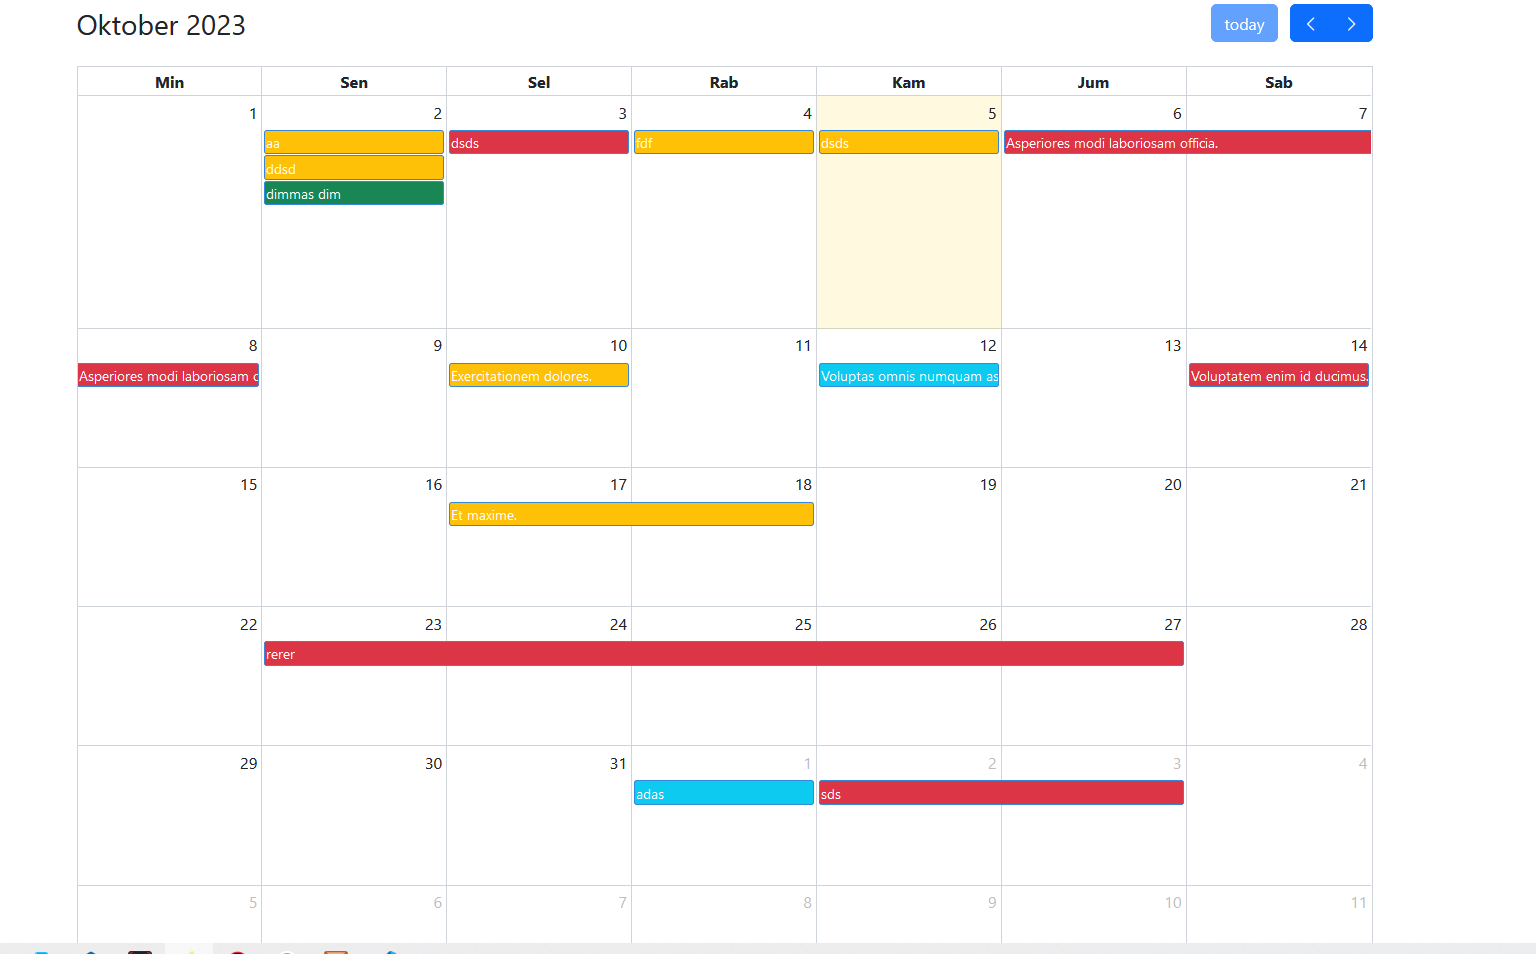 Oktober 2023
today
Min Sen Sel Rab Kam Jum Sab
1 2 3 4 5 6 7
aa dsds fdf dsds Asperiores modi laboriosam officia.
ddsd
dimmas dim
8 9 10 11 12 13 14
Asperiores modi laboriosam Exercitationem dolores. Voluptas omnis numquam as Voluptatem enim id ducimus.
15 16 17 18 19 20 21
Et maxime.
22 23 24 25 26 27 28
rerer
29 30 31 1 2 3 4
adas sds
5 6 7 8 9 10 11